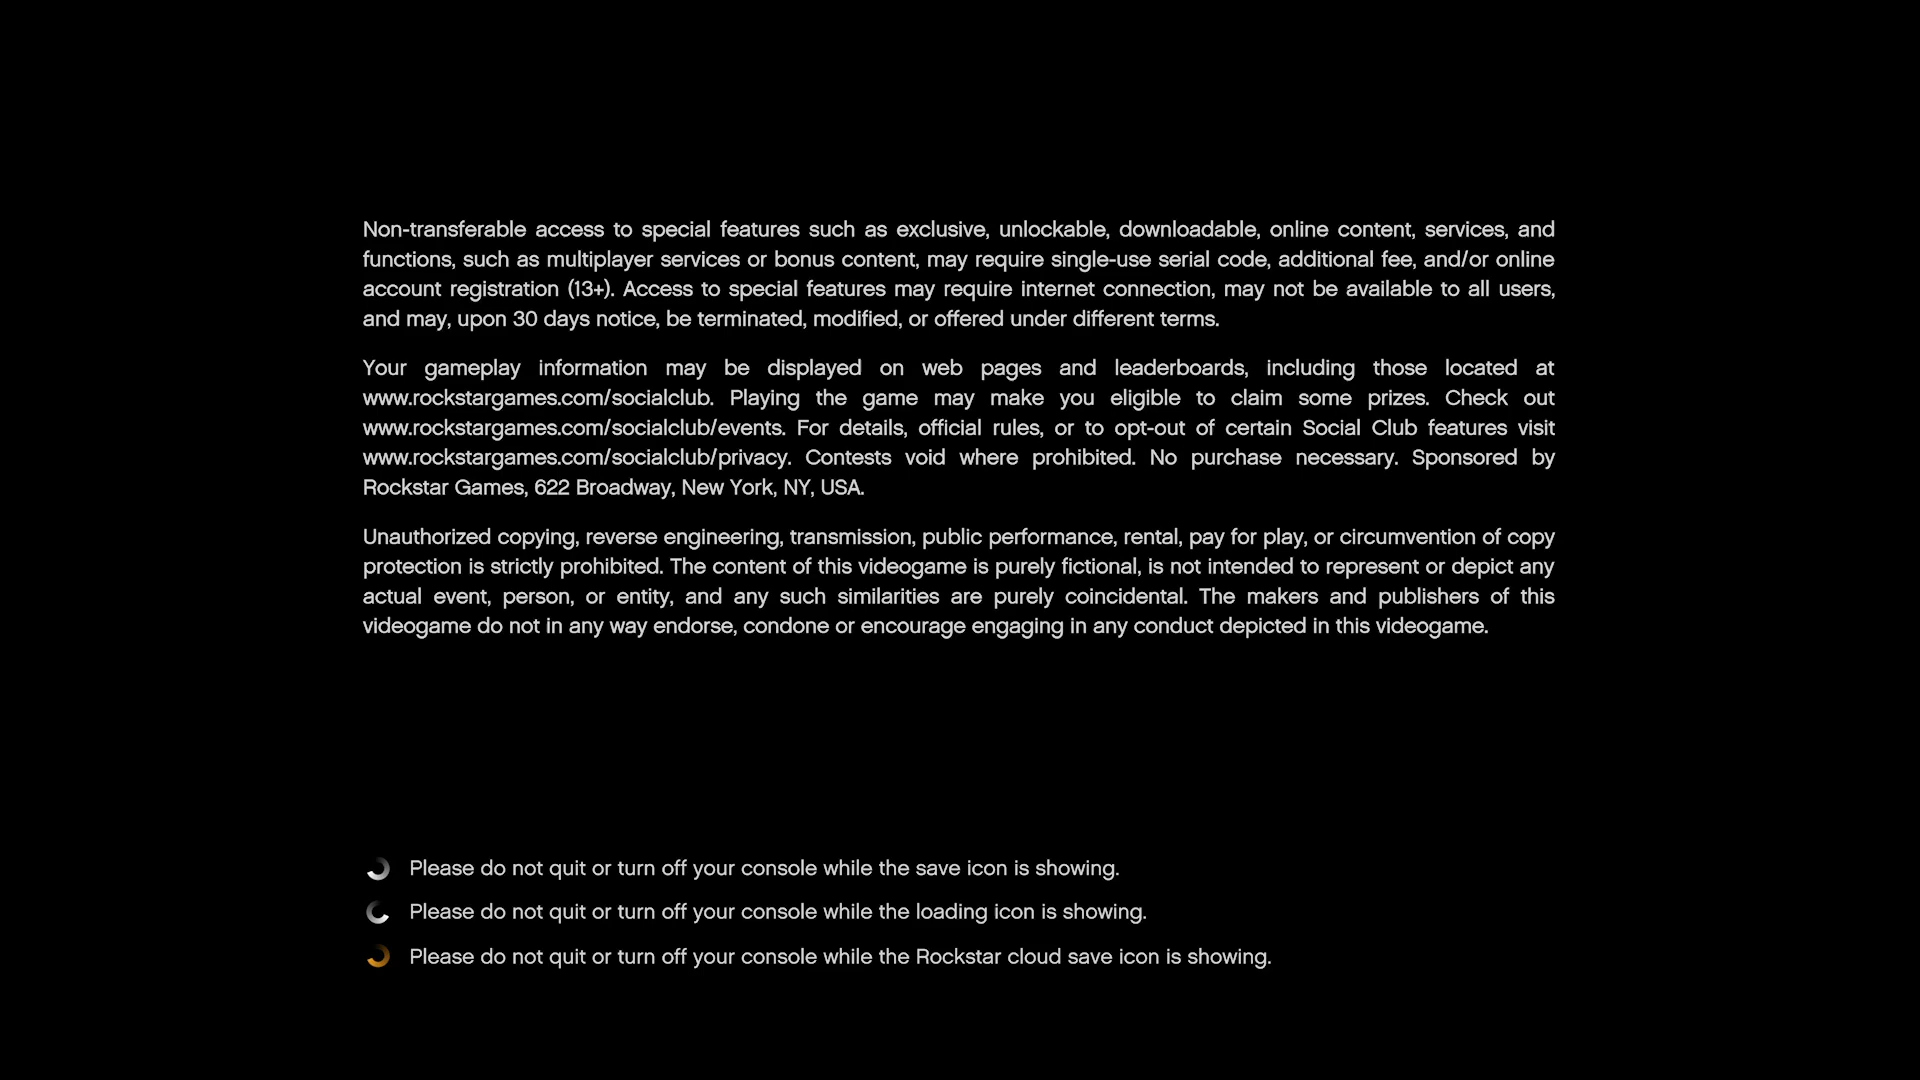 Non-transferable access to special features such as exclusive, unlockable, downloadable, online content, services, and
functions, such as multiplayer services or bonus content, may require single-use serial code, additional fee, and/or online
account registration (13+). Access to special features may require internet connection, may not be available to all users,
and may, upon 30 days notice, be terminated, modified, or offered under different terms.
Your gameplay information may be displayed on web pages and leaderboards, including those located at
www.rockstargames.com/socialclub. Playing the game may make you eligible to claim some prizes. Check out
www.rockstargames.com/socialclub/events. For details, official rules, or to opt-out of certain Social Club features visit
www.rockstargames.com/socialclub/privacy. Contests void where prohibited. No purchase necessary. Sponsored by
Rockstar Games, 622 Broadway, New York, NY, USA.
Unauthorized copying, reverse engineering, transmission, public performance, rental, pay for play, or circumvention of copy
protection is strictly prohibited. The content of this videogame is purely fictional, is not intended to represent or depict any
actual event, person, or entity, and any such similarities are purely coincidental. The makers and publishers of this
videogame do not in any way endorse, condone or encourage engaging in any conduct depicted in this videogame.
Please do not quit or turn off your console while the save icon is showing.
Please do not quit or turn off your console while the loading icon is showing.
Please do not quit or turn off your console while the Rockstar cloud save icon is showing.